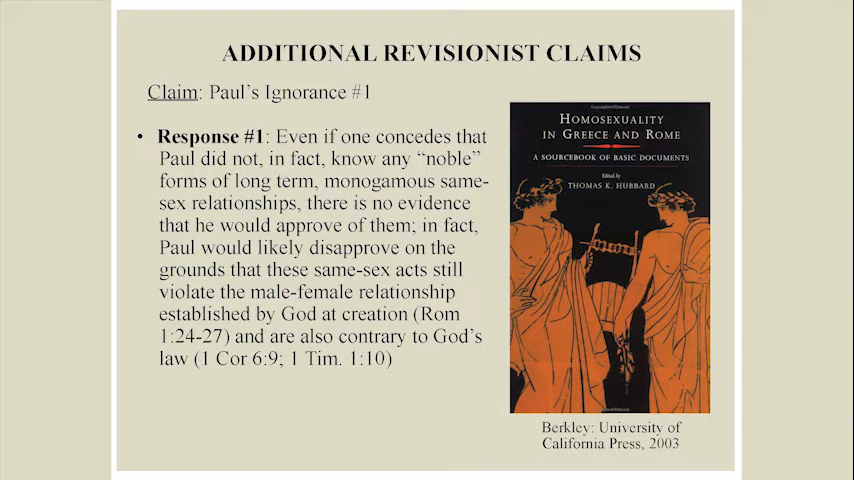 ADDITIONAL REVISIONIST CLAIMS
Claim: Paul's Ignorance #1
• Response #1: Even if one concedes that
Paul did not, in fact, know any “noble”
forms of long term, monogamous same-
sex relationships, there is no evidence
that he would approve of them; in fact,
Paul would likely disapprove on the
grounds that these same-sex acts still
violate the male-female relationship
established by God at creation (Rom
1:24-27) and are also contrary to God's
law (1 Cor 6:9; 1 Tim. 1:10)
HOMOSEXUALITY
IN GREECE AND ROME
A SOURCEBOOK OF BASIC DOCUMENTS
Edited by
THOMAS K. HUBBARD
Berkley: University of
California Press, 2003